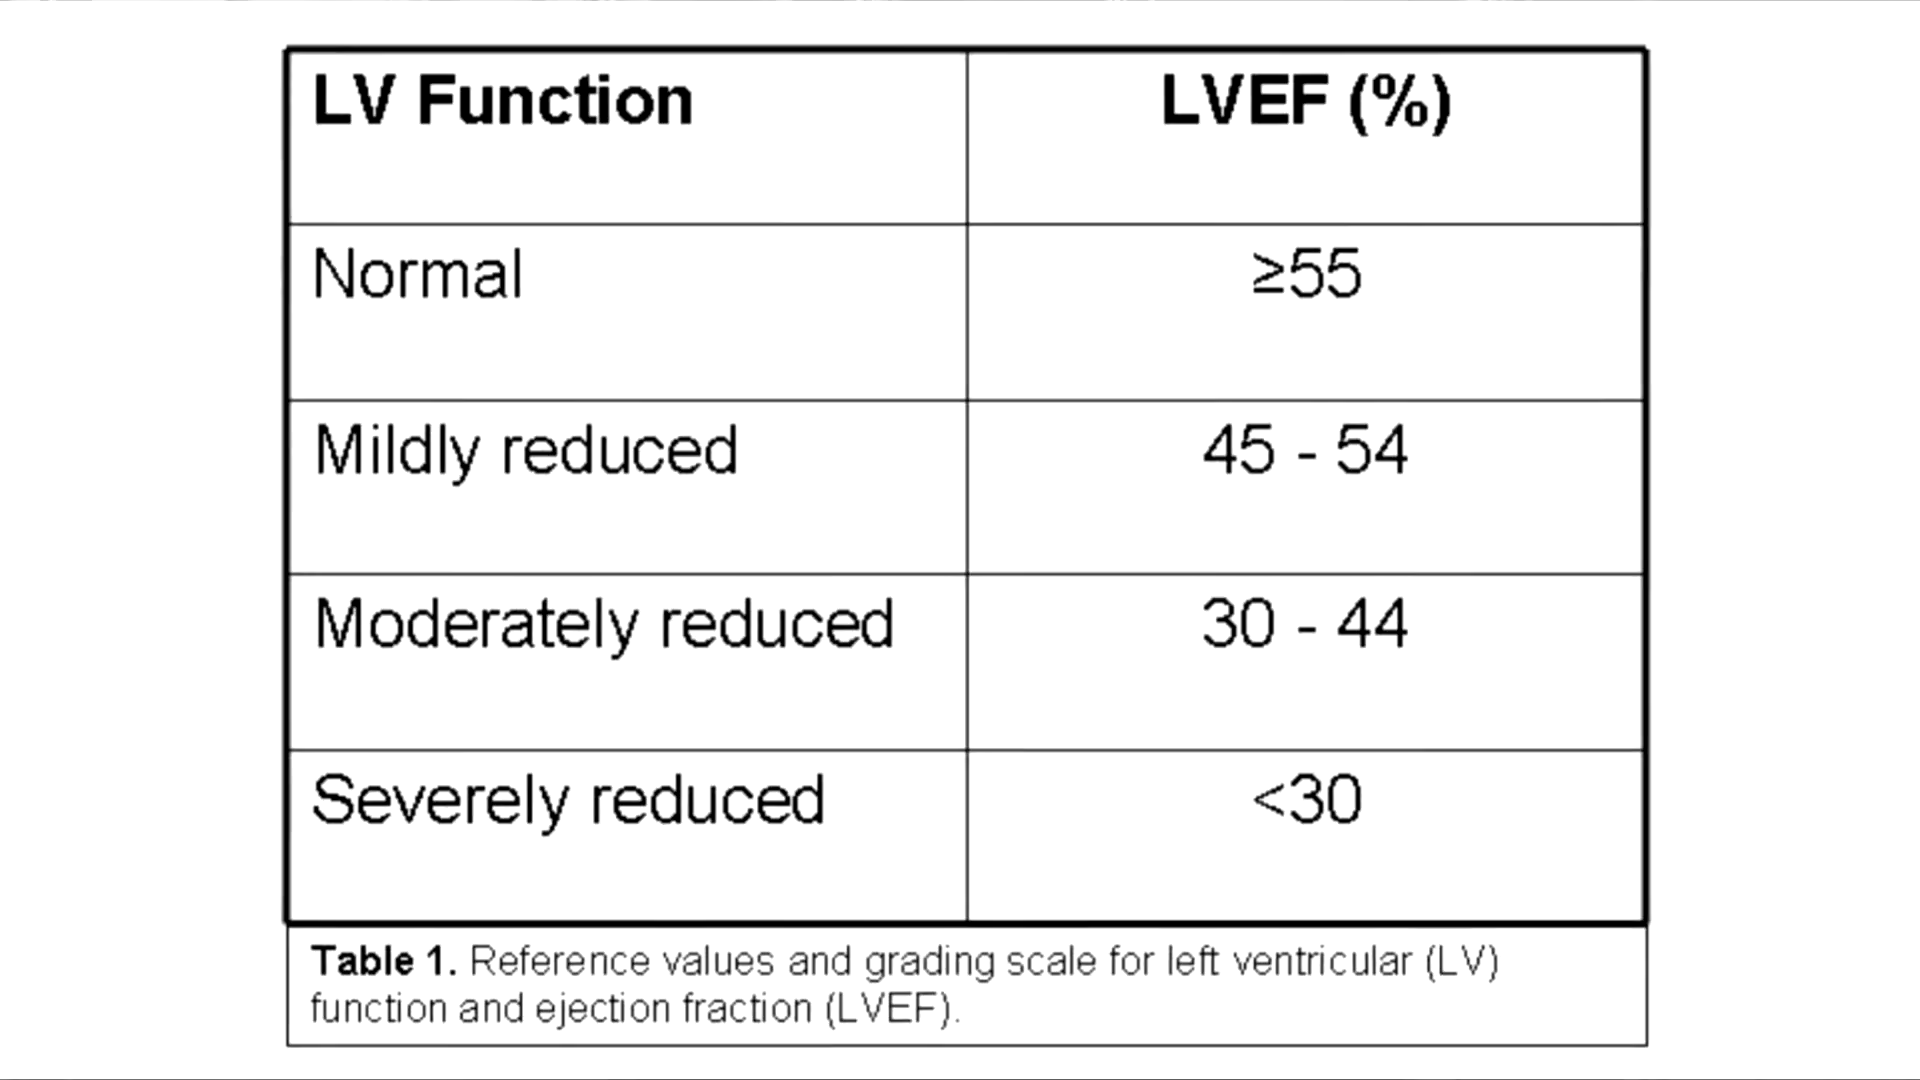 LV Function LVEF (%)
Normal ≥55
Mildly reduced 45 - 54
Moderately reduced 30 - 44
Severely reduced <30
Table 1. Reference values and grading scale for left ventricular (LV)
function and ejection fraction (LVEF).